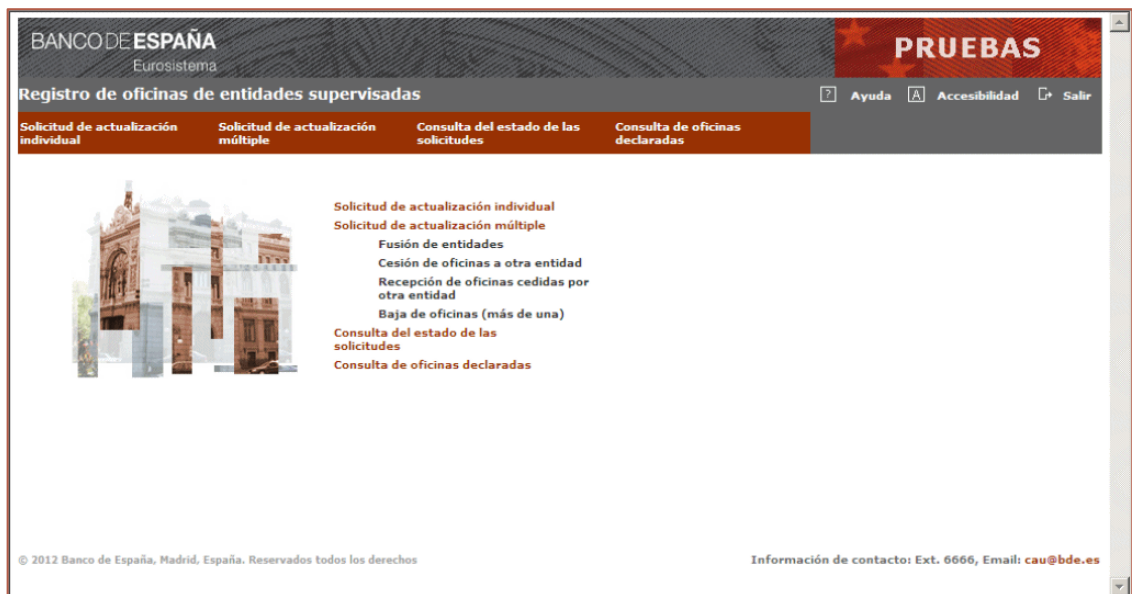 BANCO DE ESPAÑA
Eurosistema
PRUEBAS
Registro de oficinas de entidades supervisadas
? Ayuda A Accesibilidad Salir
Solicitud de actualización
individual
Solicitud de actualización
múltiple
Consulta del estado de las
solicitudes
Consulta de oficinas
declaradas
Solicitud de actualización individual
Solicitud de actualización múltiple
Fusión de entidades
Cesión de oficinas a otra entidad
Recepción de oficinas cedidas por
otra entidad
Baja de oficinas (más de una)
Consulta del estado de las
solicitudes
Consulta de oficinas declaradas
© 2012 Banco de España, Madrid, España. Reservados todos los derechos
Información de contacto: Ext. 6666, Email: cau@bde.es